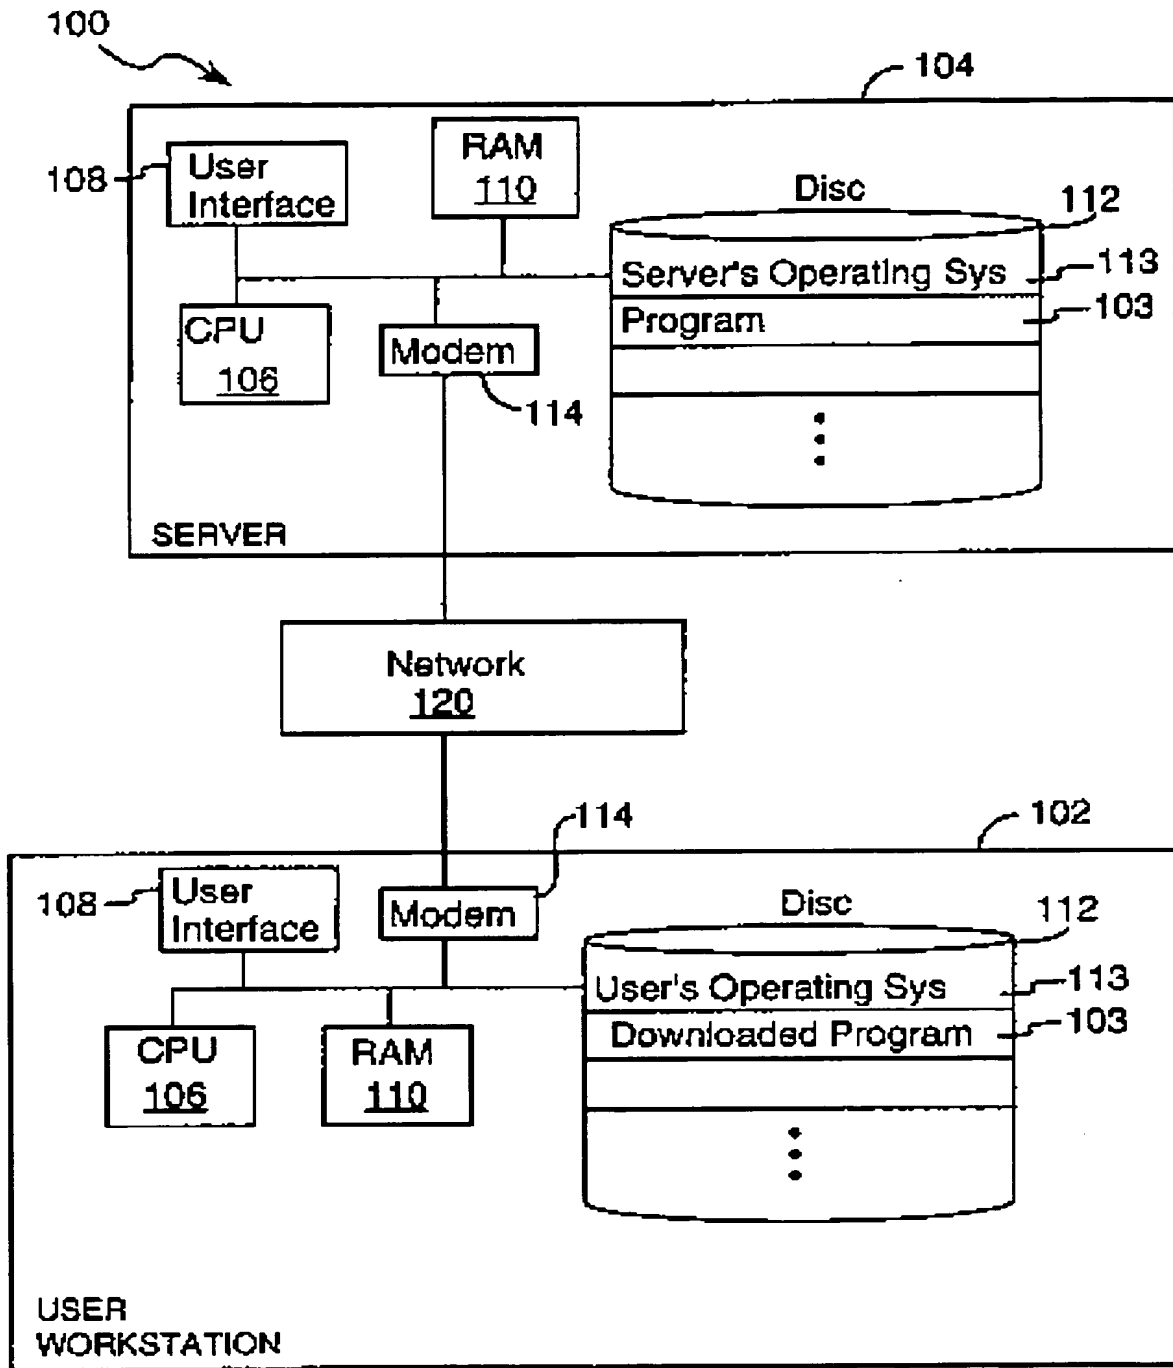 100
104
108
User
Interface
RAM
110
Disc
112
Server's Operating Sys
113
Program
103
CPU
106
Modem
114
SERVER
Network
120
114
102
108
User
Interface
Modem
Disc
112
User's Operating Sys
113
Downloaded Program
103
CPU
106
RAM
110
USER
WORKSTATION